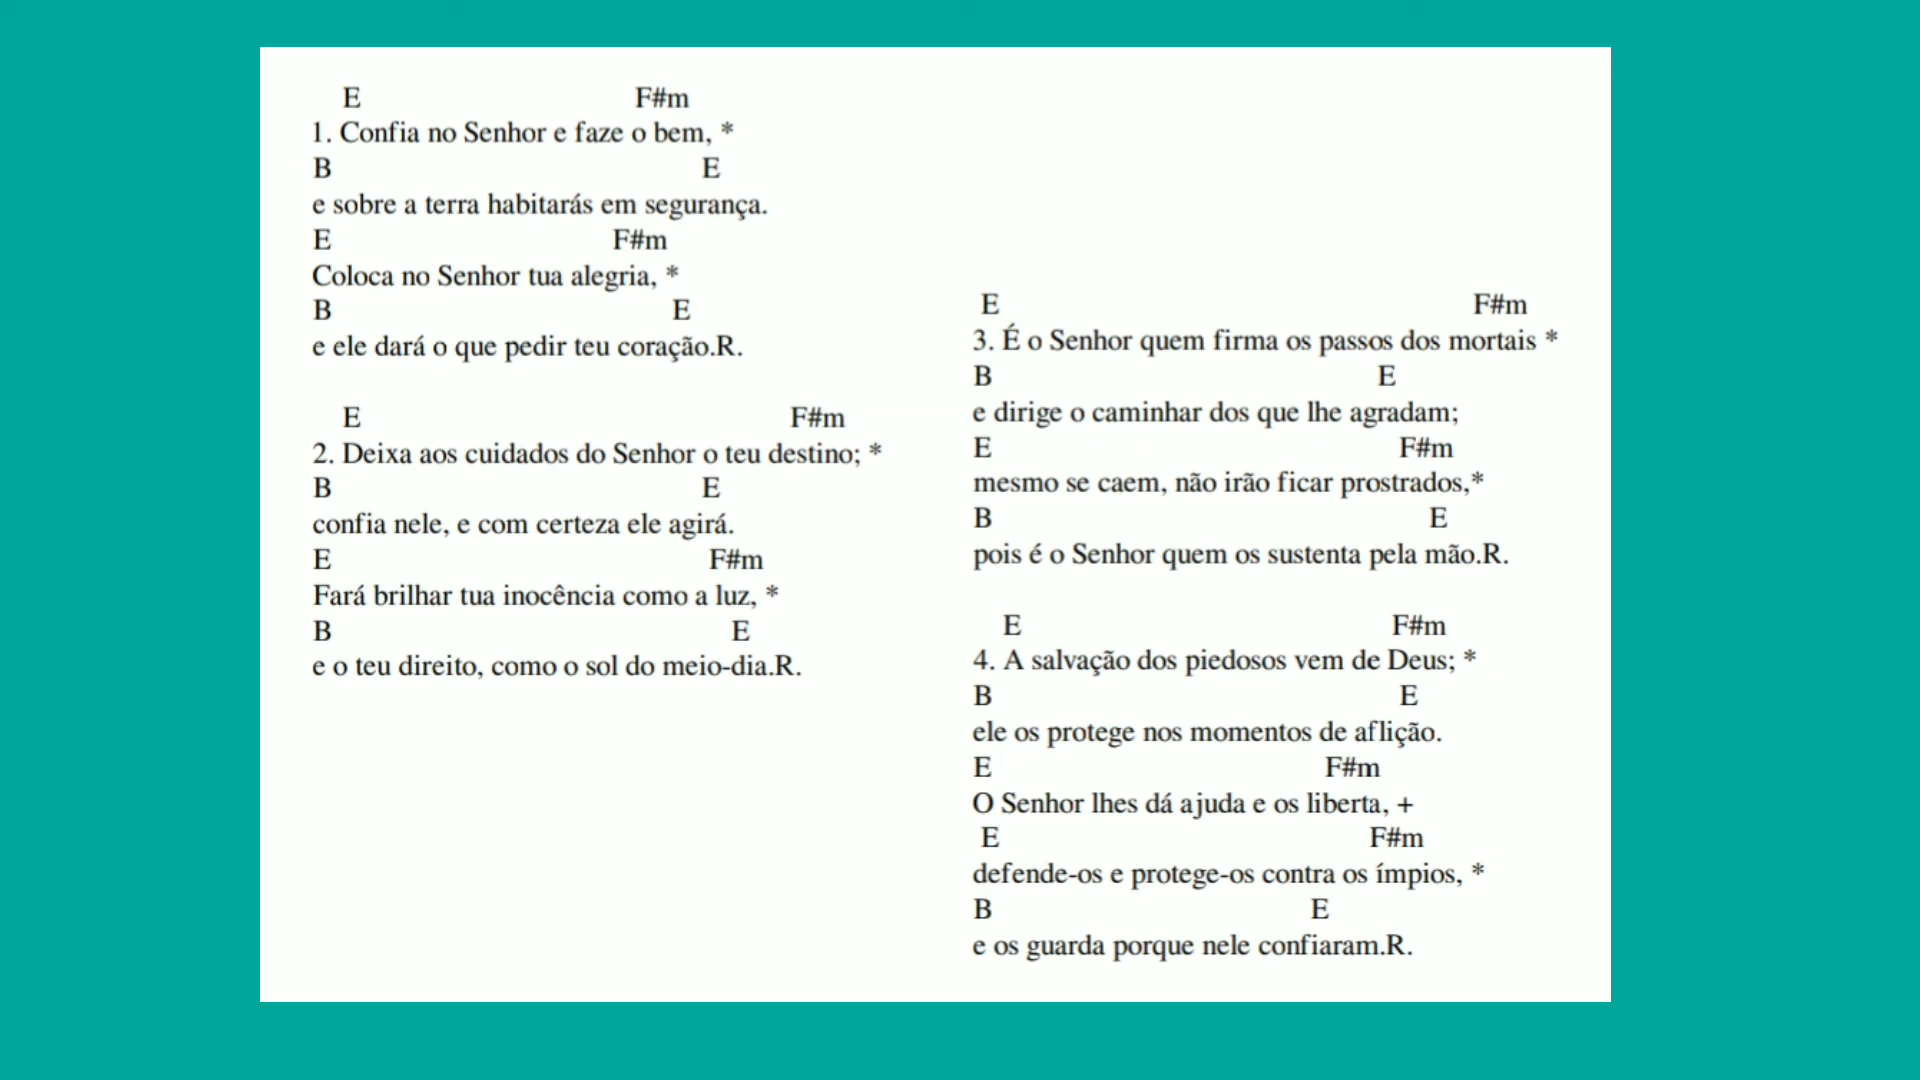 E F#m
1. Confia no Senhor e faze o bem, *
B E
e sobre a terra habitarás em segurança.
E F#m
Coloca no Senhor tua alegria, *
B E
e ele dará o que pedir teu coração.R.
E F#m
2. Deixa aos cuidados do Senhor o teu destino; *
B E
confia nele, e com certeza ele agirá.
E F#m
Fará brilhar tua inocência como a luz, *
B E
e o teu direito, como o sol do meio-dia.R.
E F#m
3. É o Senhor quem firma os passos dos mortais *
B E
e dirige o caminhar dos que lhe agradam;
E F#m
mesmo se caem, não irão ficar prostrados,*
B E
pois é o Senhor quem os sustenta pela mão.R.
E F#m
4. A salvação dos piedosos vem de Deus; *
B E
ele os protege nos momentos de aflição.
E F#m
O Senhor lhes dá ajuda e os liberta, +
E F#m
defende-os e protege-os contra os ímpios, *
B E
e os guarda porque nele confiaram.R.